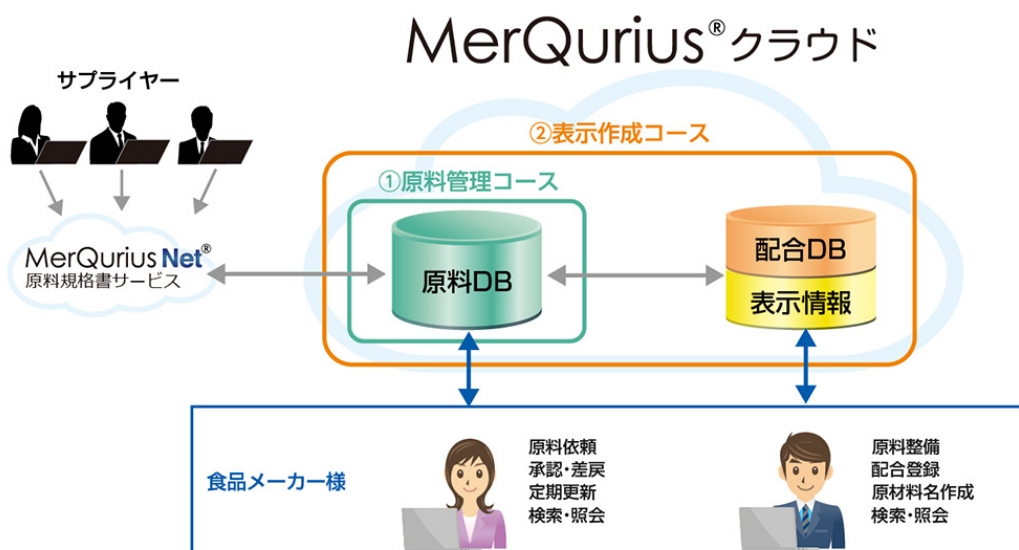 MerQurius®クラウド
サプライヤー
②表示作成コース
①原料管理コース
MerQurius Net®
原料規格書サービス
原料DB
配合DB
表示情報
食品メーカー様
原料依頼
承認・差戻
定期更新
検索・照会
原料整備
配合登録
原材料名作成
検索・照会